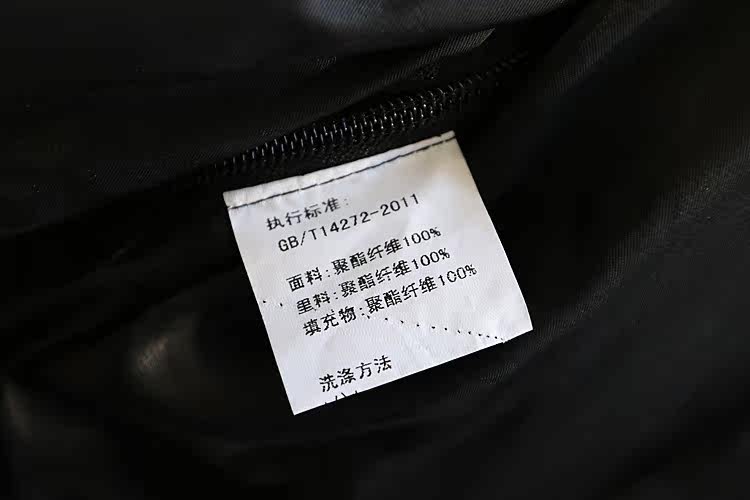 执行标准:
GB/T14272-2011
面料:聚酯纤维100%
里料:聚酯纤维100%
填充物:聚酯纤维100%
洗涤方法